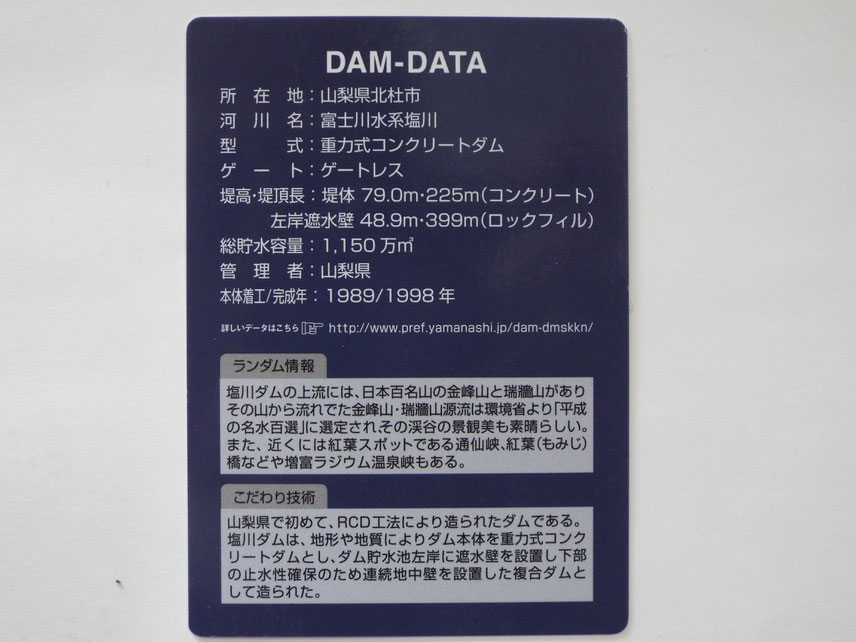 DAM-DATA
所在地：山梨県北杜市
河川名：富士川水系塩川
型式：重力式コンクリートダム
ゲート：ゲートレス
堤高・堤頂長：堤体 79.0m・225m(コンクリート)
左岸遮水壁 48.9m・399m(ロックフィル)
総貯水容量：1,150万㎥
管理者：山梨県
本体着工/完成年：1989/1998年
詳しいデータはこちら☞ http://www.pref.yamanashi.jp/dam-dmskkn/
ランダム情報
塩川ダムの上流には、日本百名山の金峰山と瑞牆山があり
その山から流れでた金峰山・瑞牆山源流は環境省より「平成
の名水百選」に選定され、その渓谷の景観美も素晴らしい。
また、近くには紅葉スポットである通仙峡、紅葉（もみじ）
橋などや増富ラジウム温泉峡もある。
こだわり技術
山梨県で初めて、RCD工法により造られたダムである。
塩川ダムは、地形や地質によりダム本体を重力式コンク
リートダムとし、ダム貯水池左岸に遮水壁を設置し下部
の止水性確保のため連続地中壁を設置した複合ダムと
して造られた。